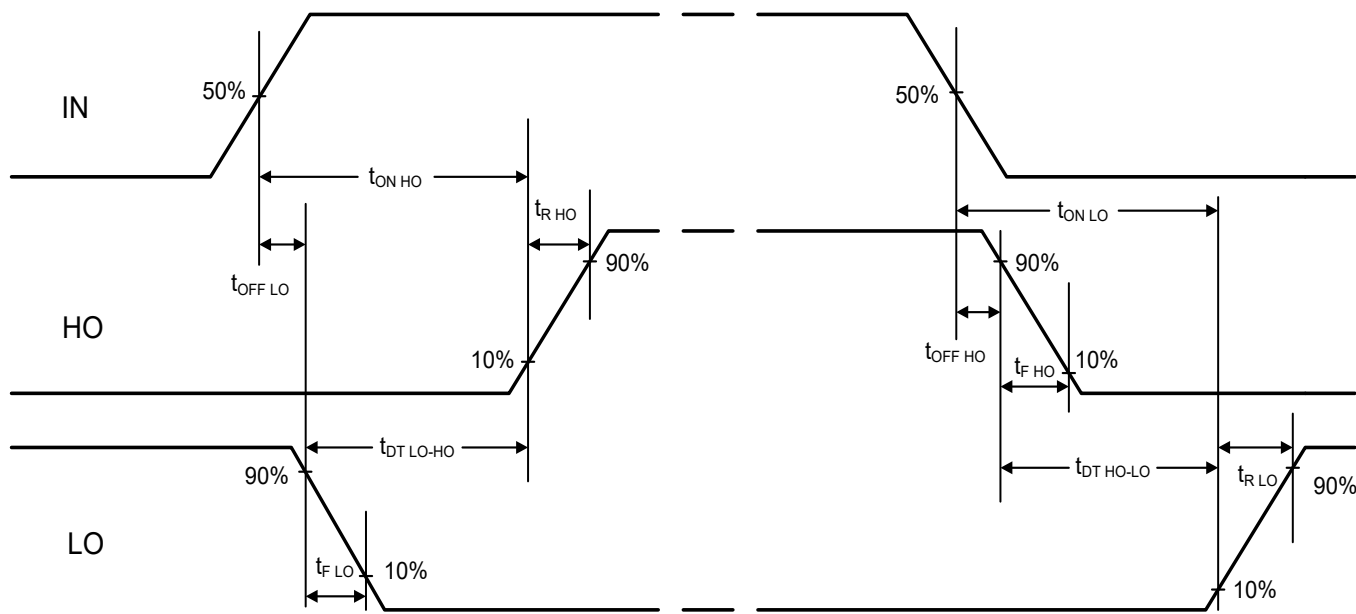 50%
50%
IN
t_ON HO
t_R HO
t_ON LO
90%
90%
t_OFF LO
HO
10%
t_OFF HO
t_F HO
10%
t_DT LO-HO
t_DT HO-LO
t_R LO
90%
90%
LO
t_F LO
10%
10%